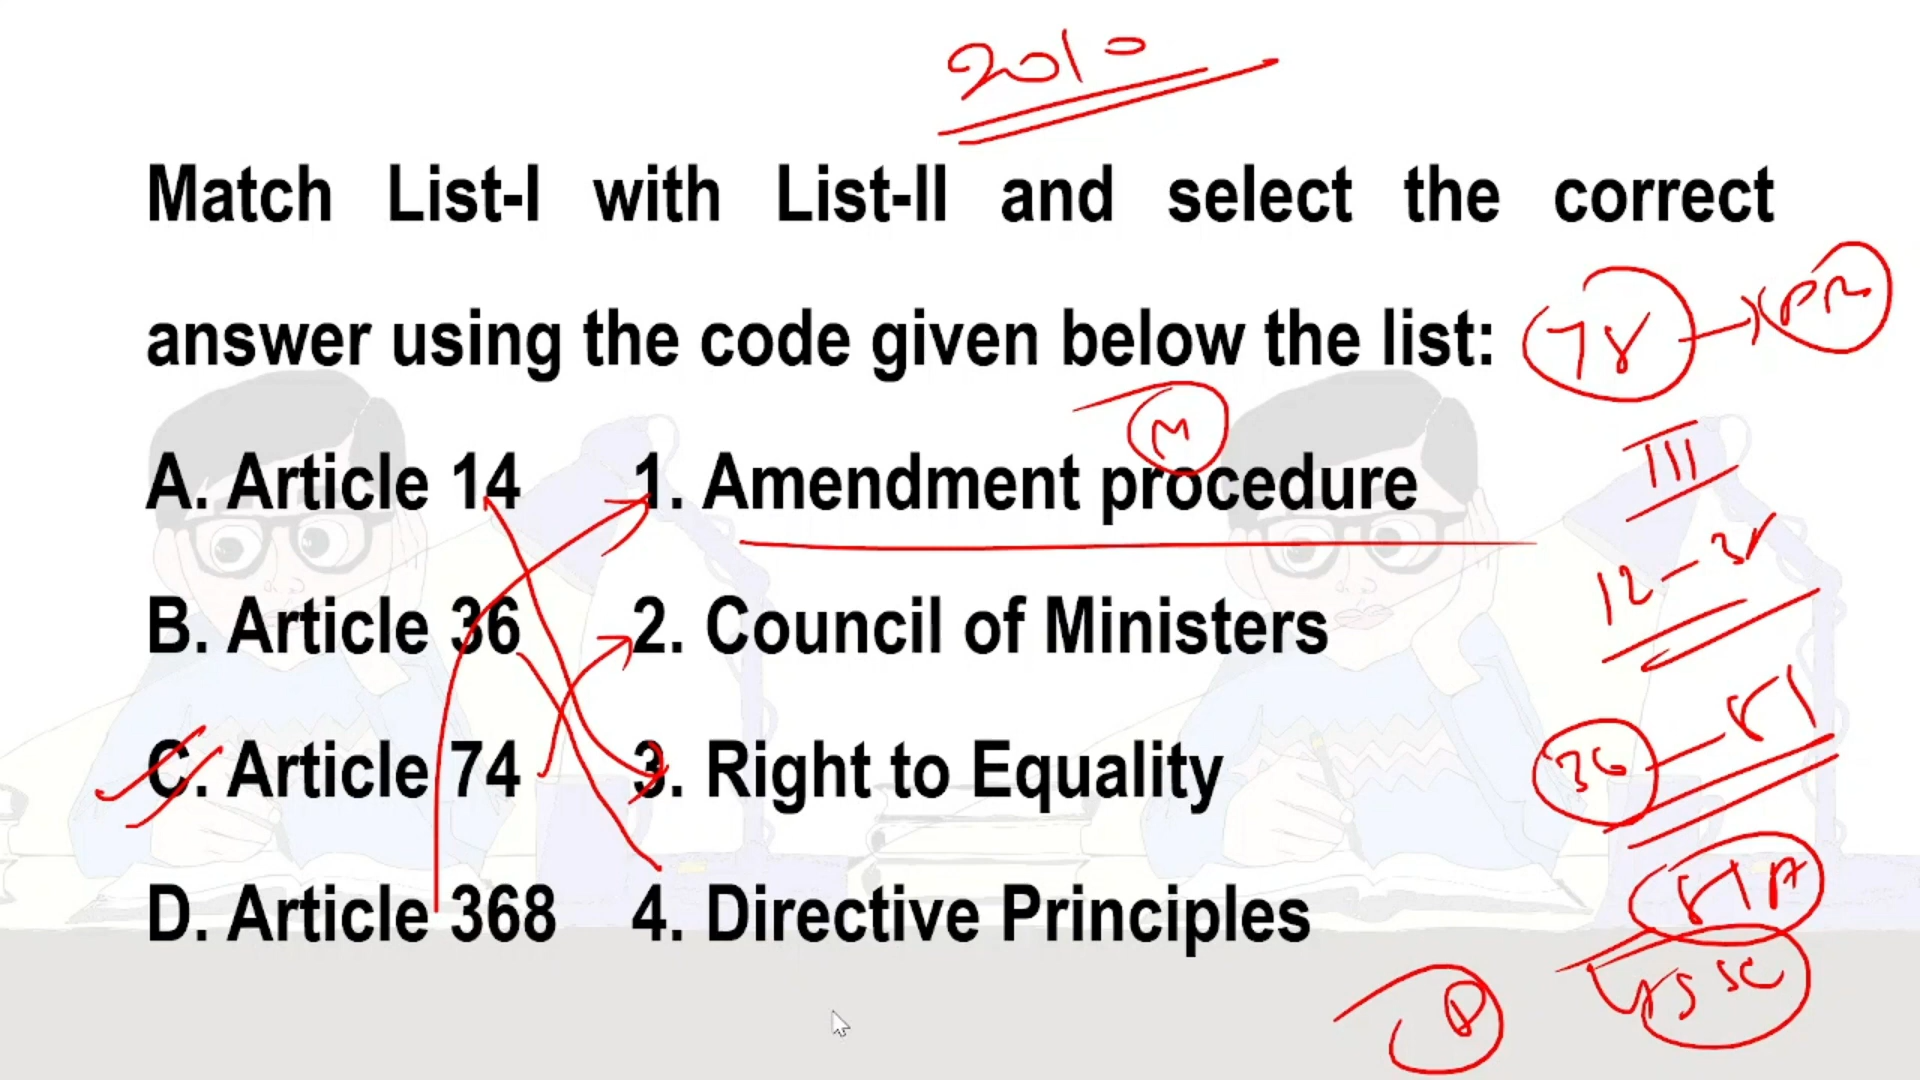 2010
Match List-I with List-II and select the correct
answer using the code given below the list:
78
M
A. Article 14 1. Amendment procedure
III
B. Article 36 2. Council of Ministers
C. Article 74 3. Right to Equality
36 - 51
D. Article 368 4. Directive Principles